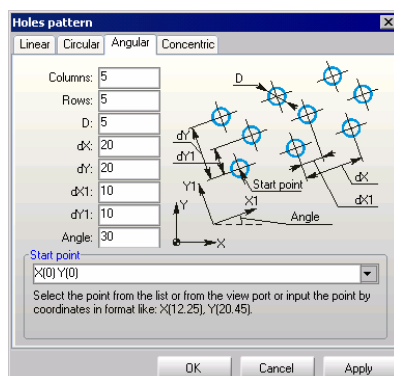 Holes pattern
Linear Circular Angular Concentric
Columns: 5
Rows: 5
D: 5
dX: 20
dY: 20
dX1: 10
dY1: 10
Angle: 30
D
dY
dY1
Start point
dX
dX1
Y1
X1
Y
Angle
X
Start point
X(0) Y(0)
Select the point from the list or from the view port or input the point by
coordinates in format like: X(12.25), Y(20.45).
OK Cancel Apply